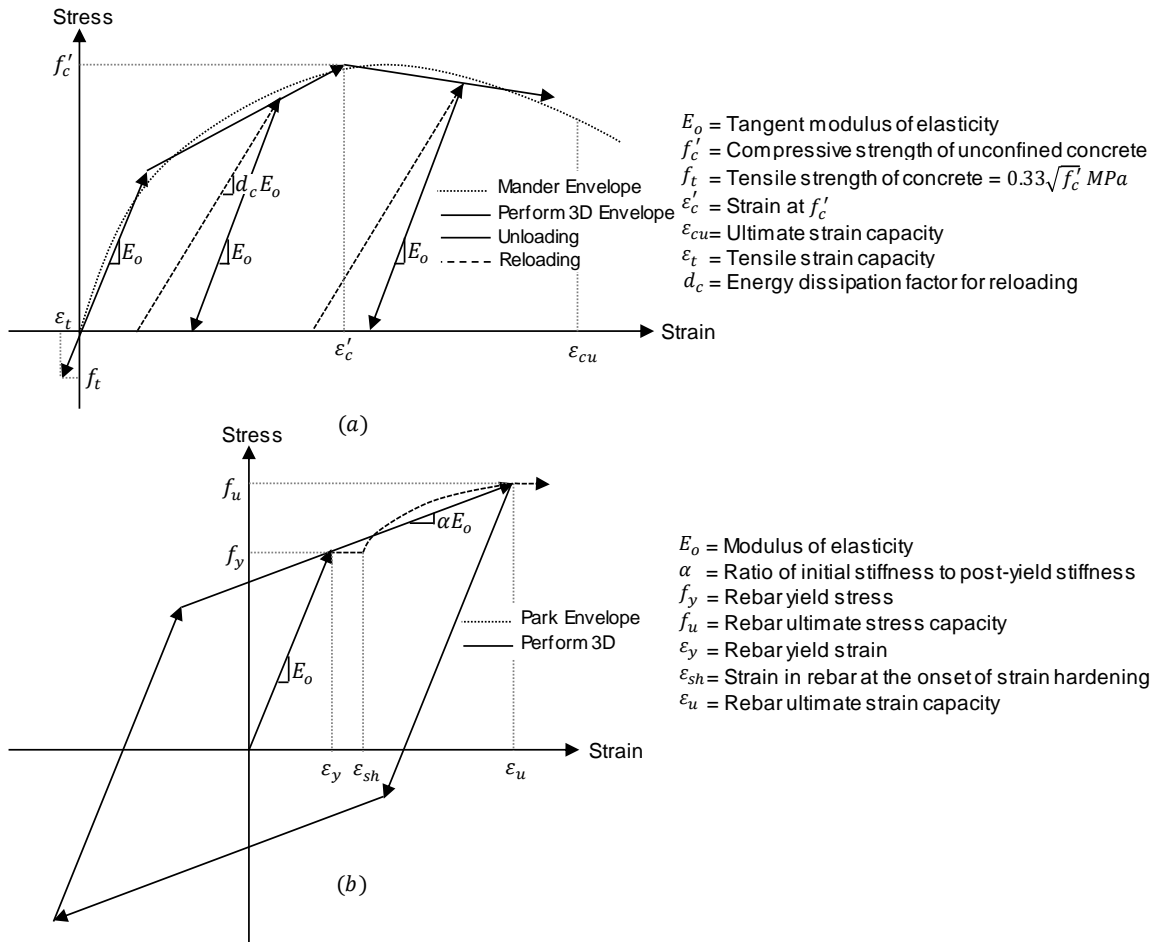 Stress
f′c
dcEo
Eo
Eo
Eo
Mander Envelope
Perform 3D Envelope
Unloading
Reloading
εt
ft
ε′c
εcu
Strain
(a)
Eo = Tangent modulus of elasticity
f′c = Compressive strength of unconfined concrete
ft = Tensile strength of concrete = 0.33√f′c MPa
ε′c = Strain at f′c
εcu= Ultimate strain capacity
εt = Tensile strain capacity
dc = Energy dissipation factor for reloading
Stress
fu
αEo
fy
Park Envelope
Perform 3D
Eo
Strain
εy
εsh
εu
(b)
Eo = Modulus of elasticity
α = Ratio of initial stiffness to post-yield stiffness
fy = Rebar yield stress
fu = Rebar ultimate stress capacity
εy = Rebar yield strain
εsh = Strain in rebar at the onset of strain hardening
εu = Rebar ultimate strain capacity